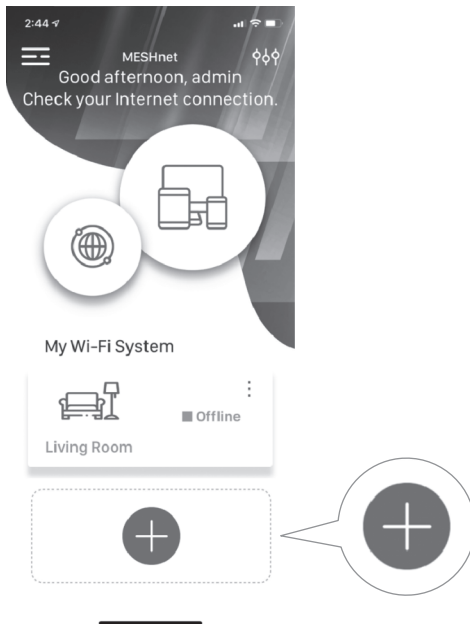 2:44
MESHnet
Good afternoon, admin
Check your Internet connection.
My Wi-Fi System
Offline
Living Room